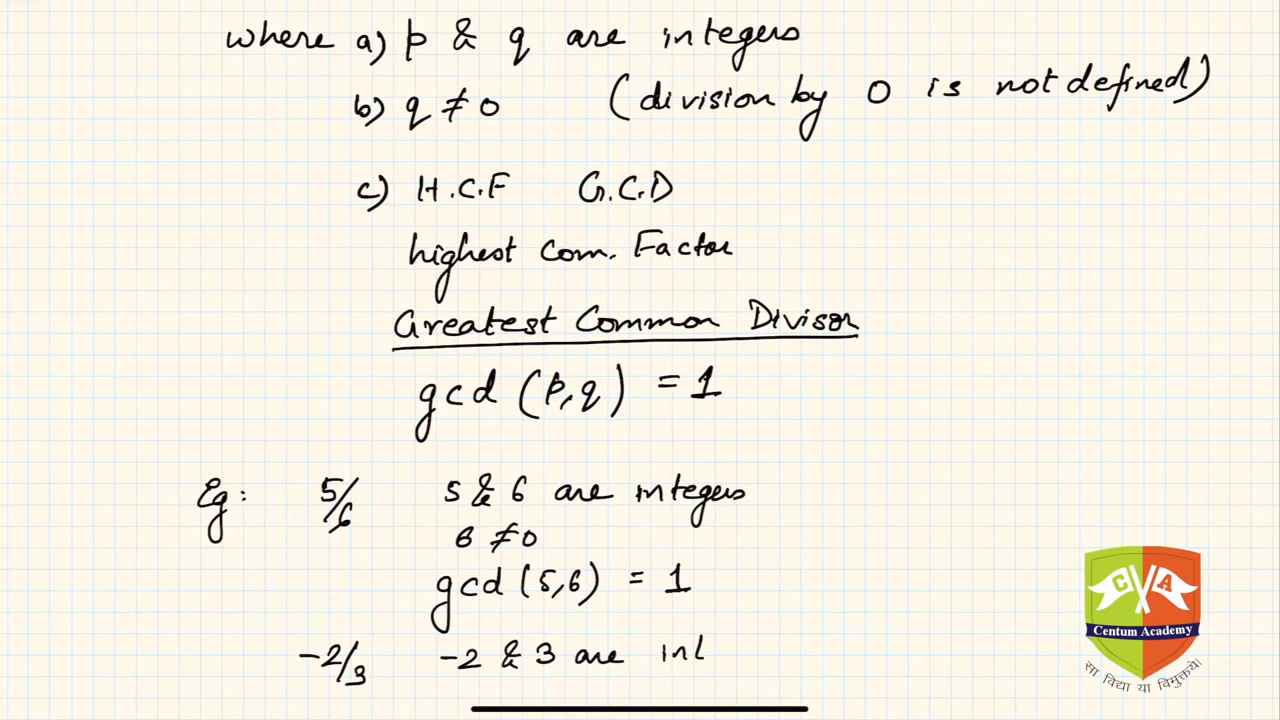 where a) p & q are integers
b) q ≠ 0 (division by 0 is not defined)
c) H.C.F G.C.D
highest Com. Factor
Greatest Common Divisor
gcd (p,q) = 1
Eg: 5/6 5 & 6 are integers
6 ≠ 0
gcd (5,6) = 1
-2/3 -2 & 3 are int
C A
Centum Academy
सा विद्या या विमुक्तये